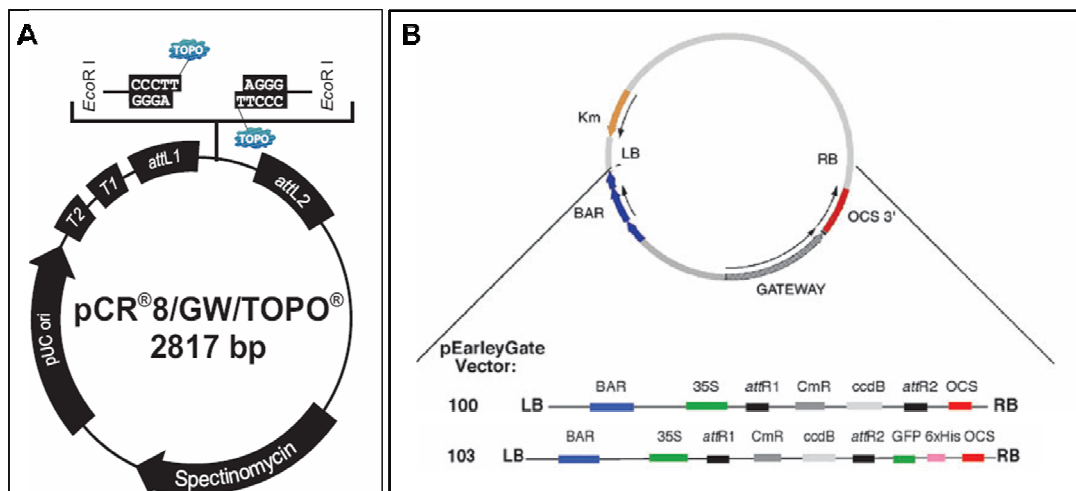 A
TOPO
EcoR I
CCCTT
GGGA
AGGG
TTCCC
EcoR I
TOPO
attL1
attL2
T1
T2
pUC ori
pCR®8/GW/TOPO®
2817 bp
Spectinomycin
B
Km
LB
RB
BAR
OCS 3'
GATEWAY
pEarleyGate
Vector:
BAR 35S attR1 CmR ccdB attR2 OCS
100 LB RB
BAR 35S attR1 CmR ccdB attR2 GFP 6xHis OCS
103 LB RB